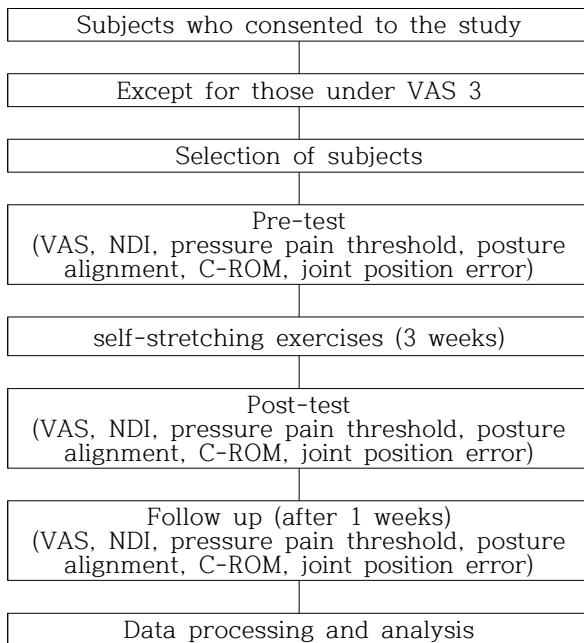 Subjects who consented to the study
Except for those under VAS 3
Selection of subjects
Pre-test
(VAS, NDI, pressure pain threshold, posture
alignment, C-ROM, joint position error)
self-stretching exercises (3 weeks)
Post-test
(VAS, NDI, pressure pain threshold, posture
alignment, C-ROM, joint position error)
Follow up (after 1 weeks)
(VAS, NDI, pressure pain threshold, posture
alignment, C-ROM, joint position error)
Data processing and analysis